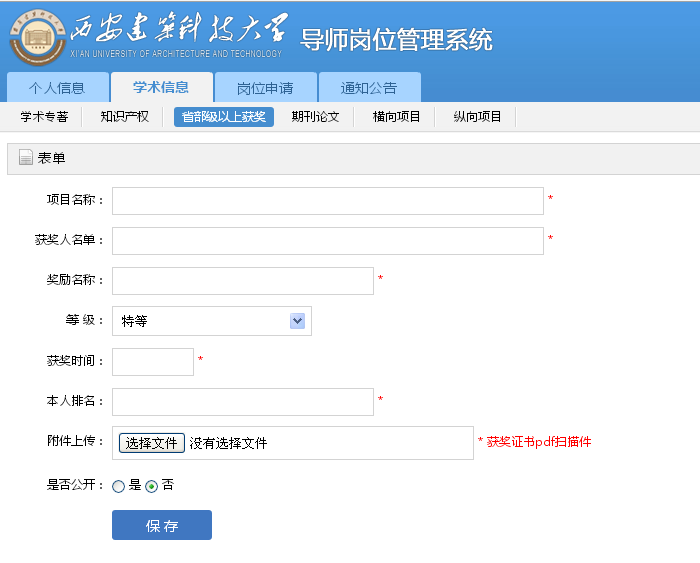 西安建筑科技大学
XI'AN UNIVERSITY OF ARCHITECTURE AND TECHNOLOGY
导师岗位管理系统
个人信息 学术信息 岗位申请 通知公告
学术专著 知识产权 省部级以上获奖 期刊论文 横向项目 纵向项目
表单
项目名称： *
获奖人名单： *
奖励名称： *
等 级： 特等
获奖时间： *
本人排名： *
附件上传： 选择文件 没有选择文件 * 获奖证书pdf扫描件
是否公开： 是 否
保 存